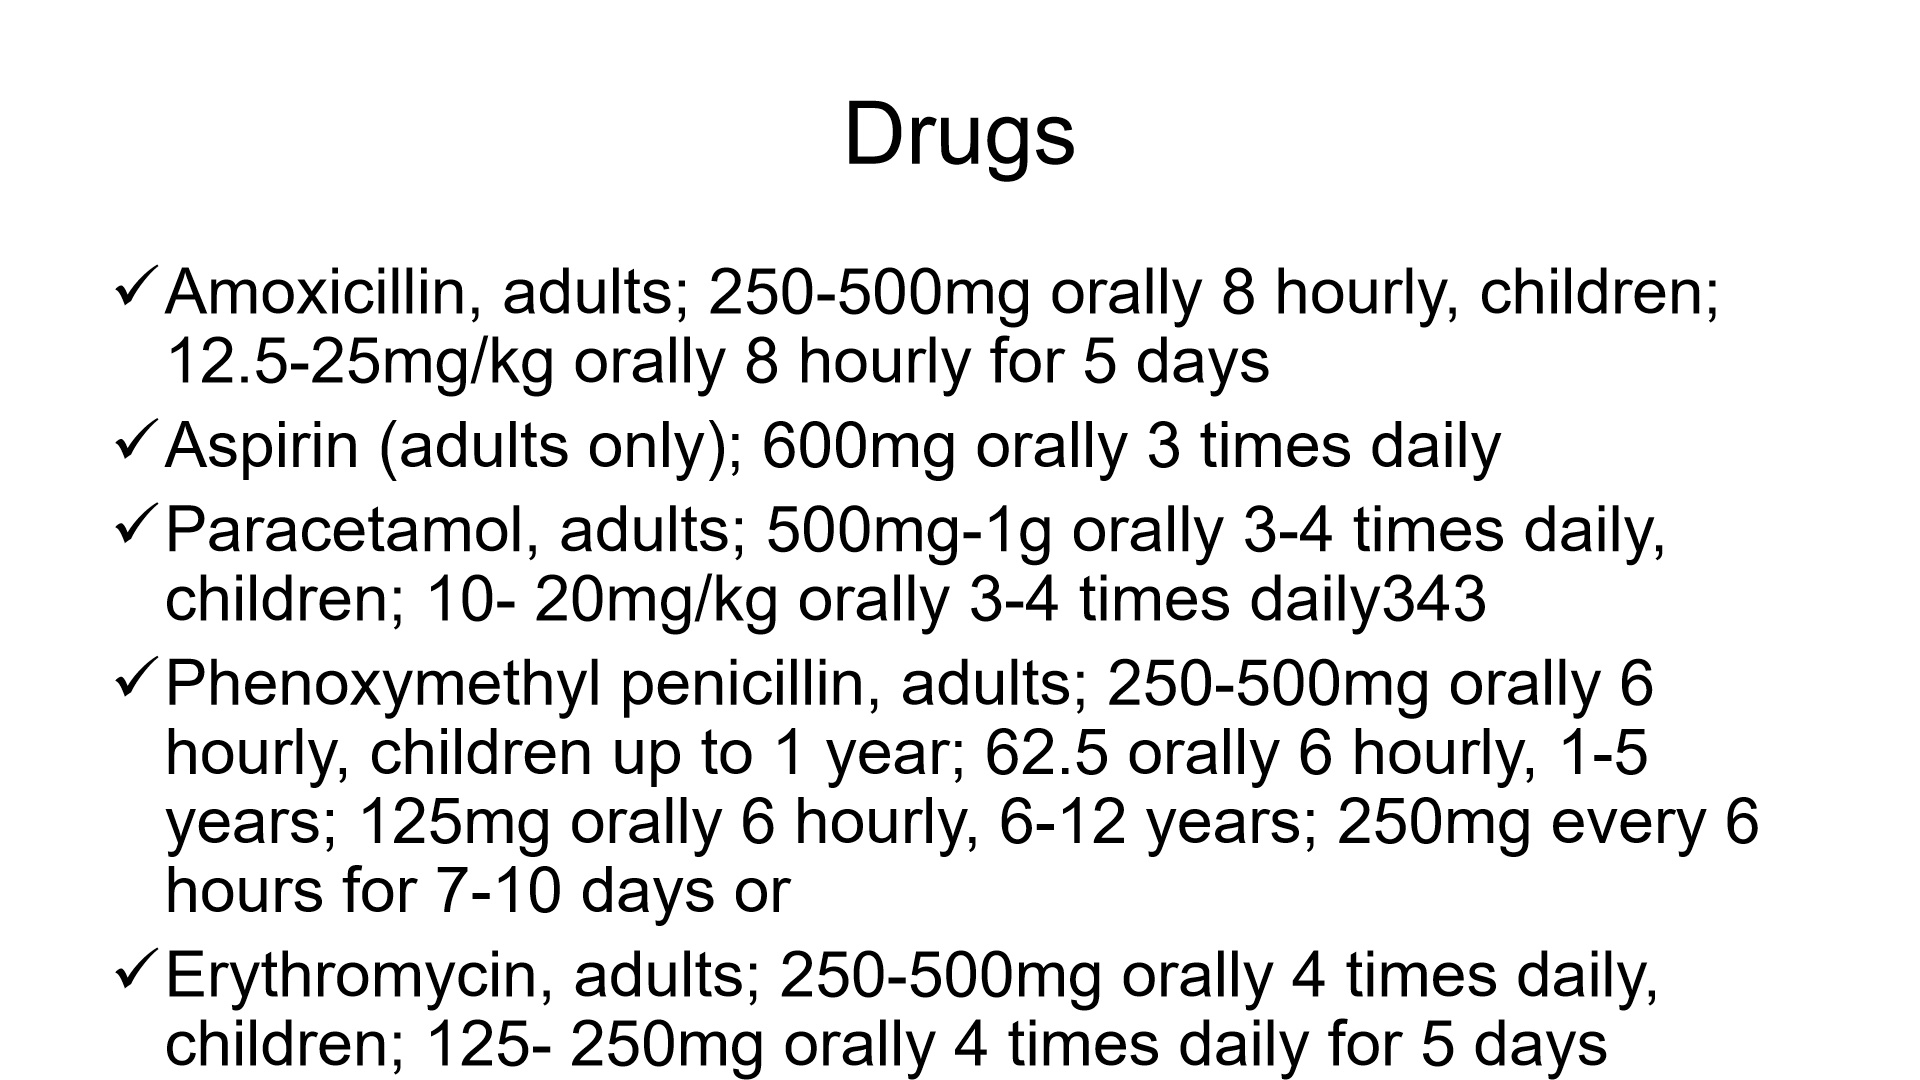 Drugs
✓Amoxicillin, adults; 250-500mg orally 8 hourly, children;
12.5-25mg/kg orally 8 hourly for 5 days
✓Aspirin (adults only); 600mg orally 3 times daily
✓Paracetamol, adults; 500mg-1g orally 3-4 times daily,
children; 10- 20mg/kg orally 3-4 times daily343
✓Phenoxymethyl penicillin, adults; 250-500mg orally 6
hourly, children up to 1 year; 62.5 orally 6 hourly, 1-5
years; 125mg orally 6 hourly, 6-12 years; 250mg every 6
hours for 7-10 days or
✓Erythromycin, adults; 250-500mg orally 4 times daily,
children; 125- 250mg orally 4 times daily for 5 days